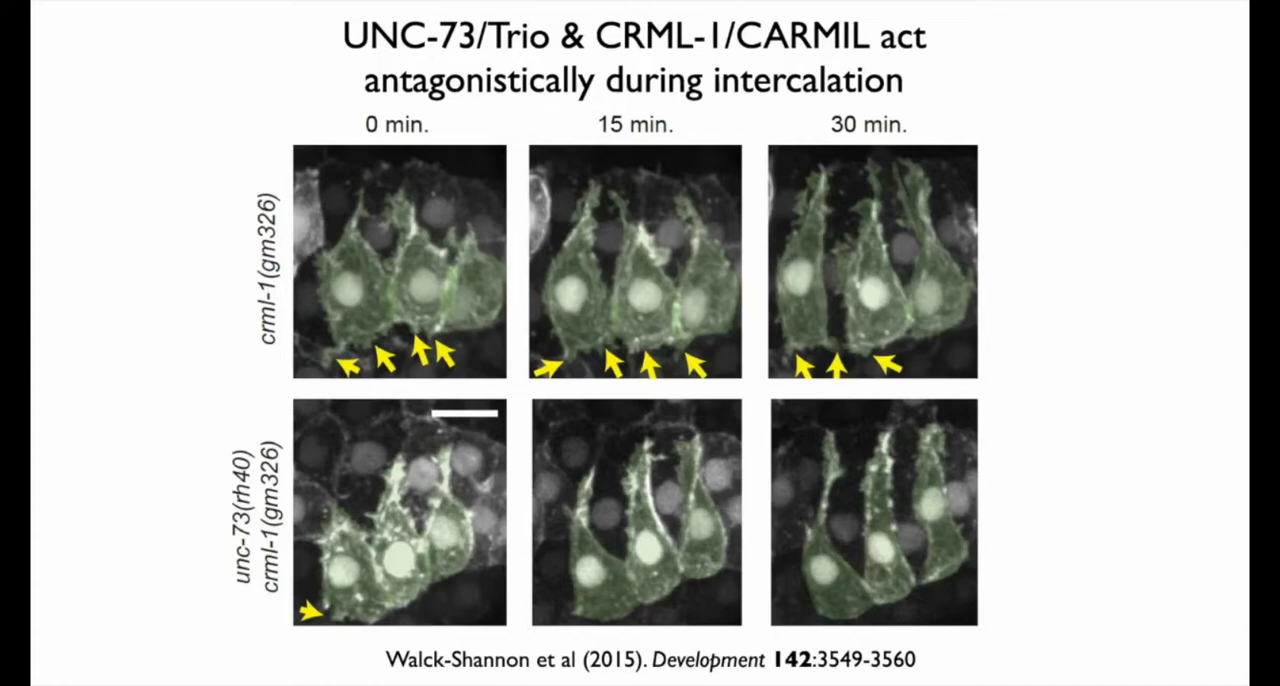 UNC-73/Trio & CRML-1/CARMIL act
antagonistically during intercalation
0 min. 15 min. 30 min.
crml-1(gm326)
unc-73(rh40)
crml-1(gm326)
Walck-Shannon et al (2015). Development 142:3549-3560